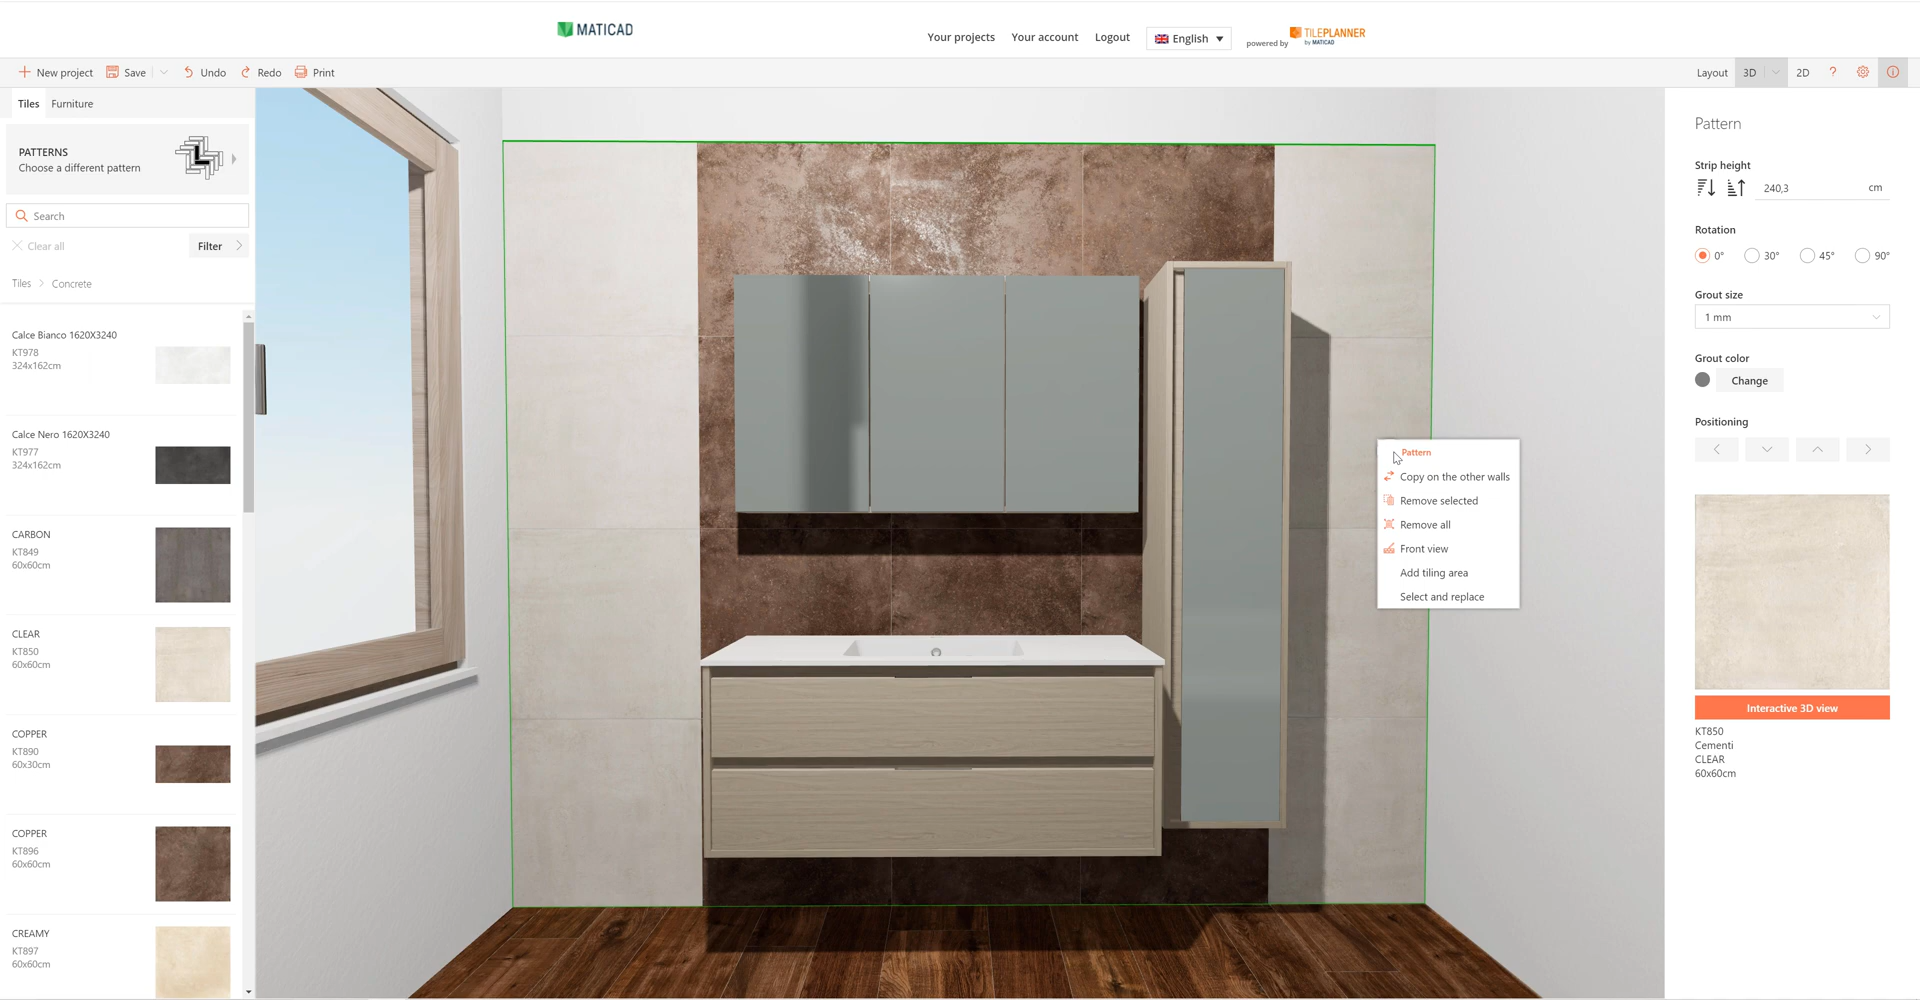 MATICAD
Your projects
Your account
Logout
English
powered by
TILEPLANNER
by MATICAD
New project
Save
Undo
Redo
Print
Layout
3D
2D
?
Tiles
Furniture
PATTERNS
Choose a different pattern
Search
Clear all
Filter
Tiles
Concrete
Calce Bianco 1620X3240
KT978
324x162cm
Calce Nero 1620X3240
KT977
324x162cm
CARBON
KT849
60x60cm
CLEAR
KT850
60x60cm
COPPER
KT890
60x30cm
COPPER
KT896
60x60cm
CREAMY
KT897
60x60cm
Pattern
Copy on the other walls
Remove selected
Remove all
Front view
Add tiling area
Select and replace
Pattern
Strip height
240,3 cm
Rotation
0° 30° 45° 90°
Grout size
1 mm
Grout color
Change
Positioning
Interactive 3D view
KT850
Cementi
CLEAR
60x60cm